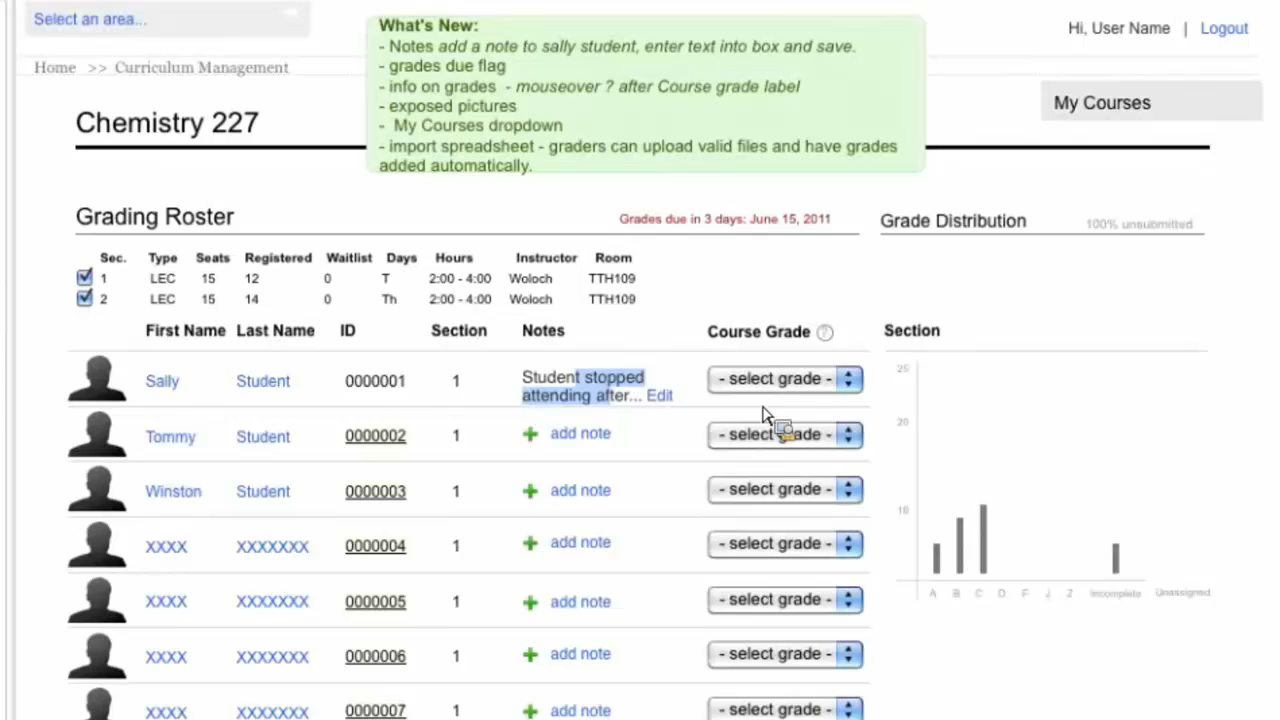 Select an area...
What's New:
- Notes add a note to sally student, enter text into box and save.
- grades due flag
- info on grades - mouseover ? after Course grade label
- exposed pictures
- My Courses dropdown
- import spreadsheet - graders can upload valid files and have grades
added automatically.
Hi, User Name | Logout
Home >> Curriculum Management
My Courses
Chemistry 227
Grading Roster
Grades due in 3 days: June 15, 2011
Grade Distribution
100% unsubmitted
Sec. Type Seats Registered Waitlist Days Hours Instructor Room
1 LEC 15 12 0 T 2:00 - 4:00 Woloch TTH109
2 LEC 15 14 0 Th 2:00 - 4:00 Woloch TTH109
First Name Last Name ID Section Notes Course Grade ?
Section
Sally Student 0000001 1 Student stopped
attending after... Edit
- select grade -
Tommy Student 0000002 1 + add note - select grade -
Winston Student 0000003 1 + add note - select grade -
XXXX XXXXXXX 0000004 1 + add note - select grade -
XXXX XXXXXXX 0000005 1 + add note - select grade -
XXXX XXXXXXX 0000006 1 + add note - select grade -
XXXX XXXXXXX 0000007 1 + add note - select grade -
25
20
10
A B C D F J Z Incomplete Unassigned